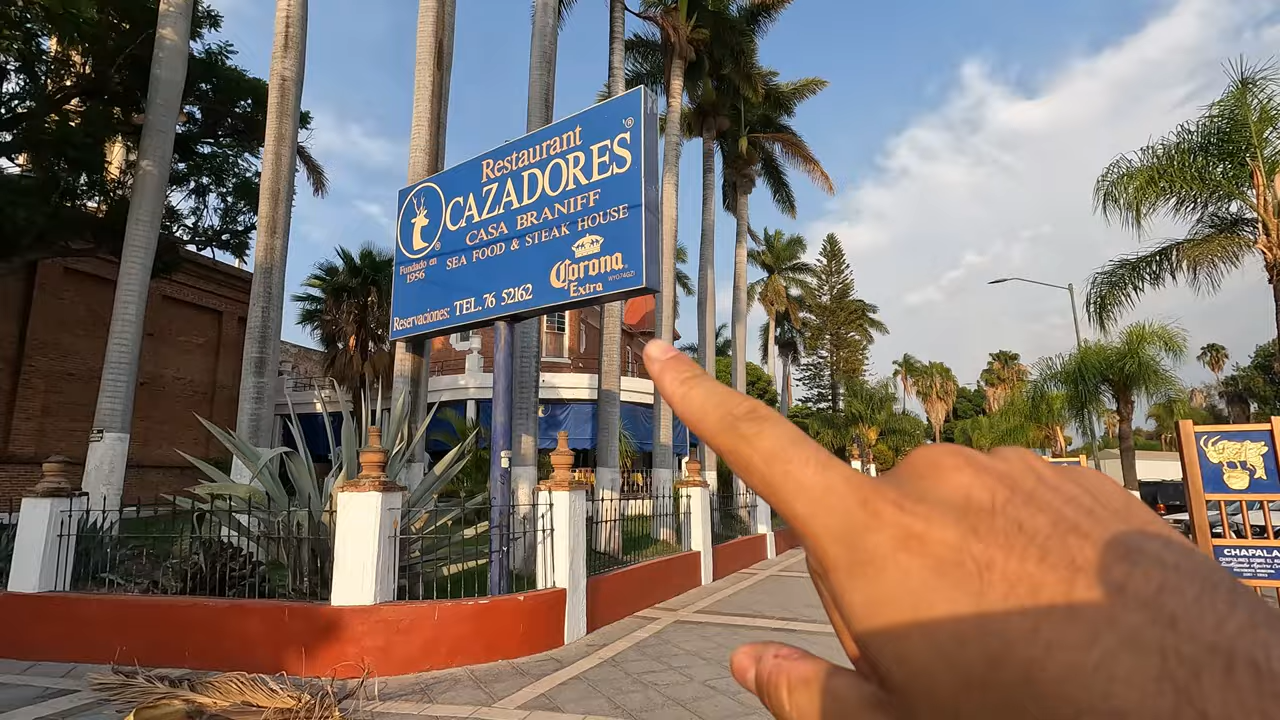 Restaurant
®
CAZADORES
®
CASA BRANIFF
SEA FOOD & STEAK HOUSE
Fundado en
1956
Corona
Extra
Reservaciones: TEL. 76 52162
CHAPALA